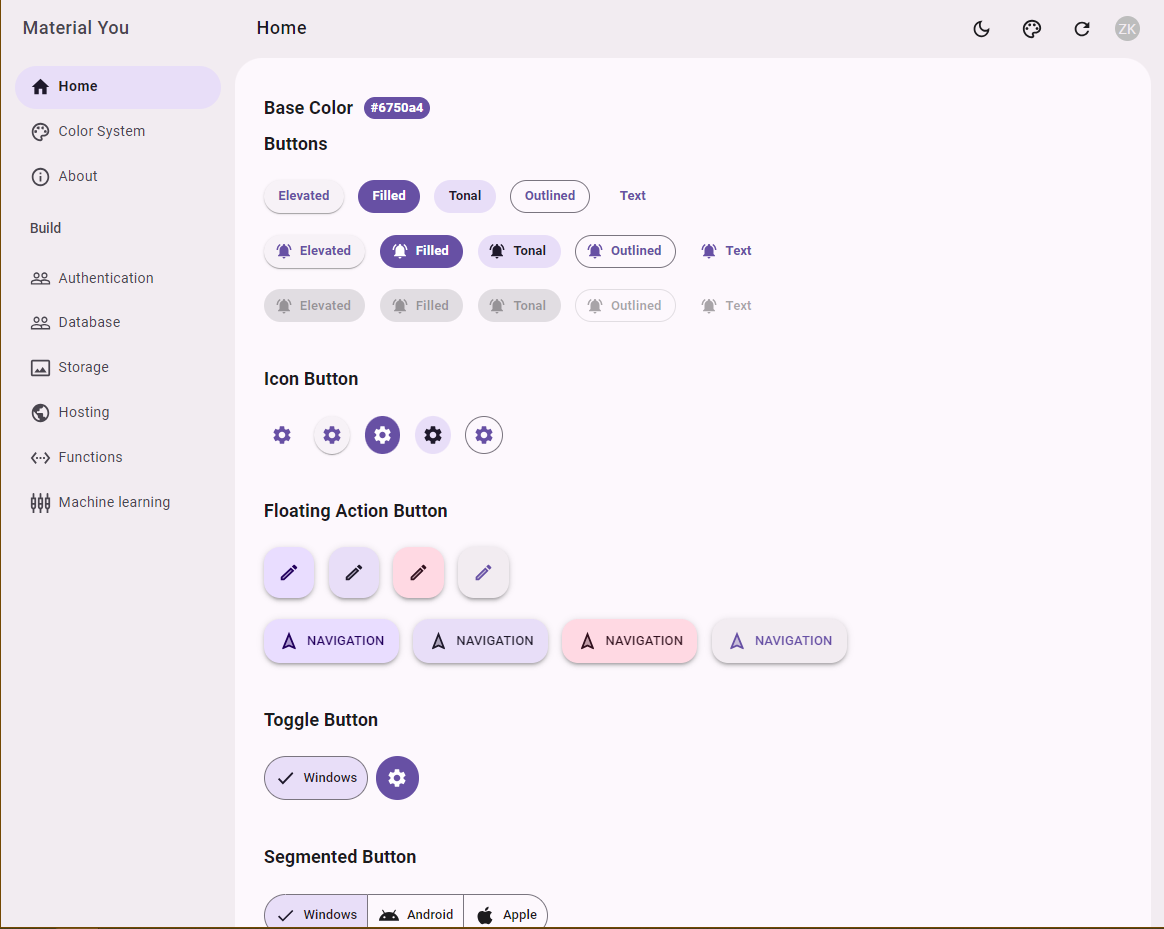 Material You
Home
ZK
Home
Color System
About
Build
Authentication
Database
Storage
Hosting
Functions
Machine learning
Base Color #6750a4
Buttons
Elevated Filled Tonal Outlined Text
Elevated Filled Tonal Outlined Text
Elevated Filled Tonal Outlined Text
Icon Button
Floating Action Button
NAVIGATION NAVIGATION NAVIGATION NAVIGATION
Toggle Button
Windows
Segmented Button
Windows Android Apple